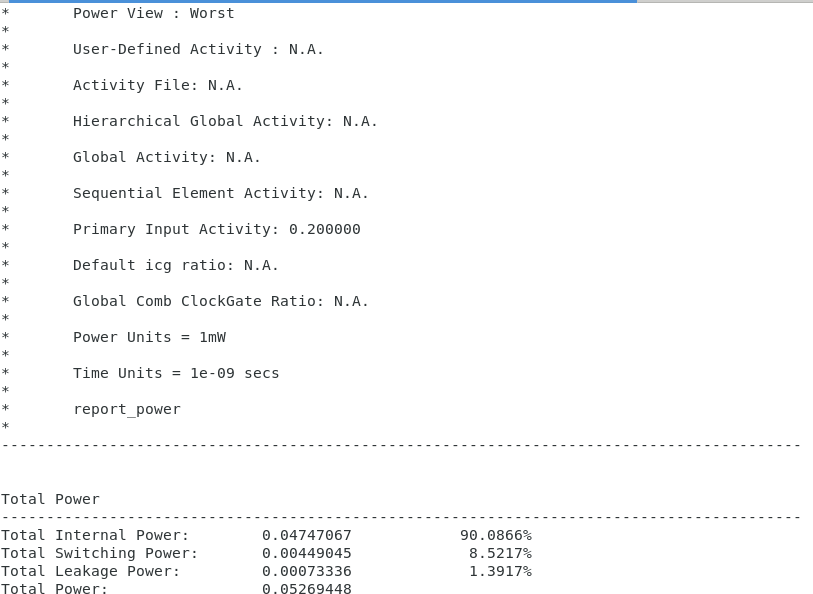 *       Power View : Worst
*
*       User-Defined Activity : N.A.
*
*       Activity File: N.A.
*
*       Hierarchical Global Activity: N.A.
*
*       Global Activity: N.A.
*
*       Sequential Element Activity: N.A.
*
*       Primary Input Activity: 0.200000
*
*       Default icg ratio: N.A.
*
*       Global Comb ClockGate Ratio: N.A.
*
*       Power Units = 1mW
*
*       Time Units = 1e-09 secs
*
*       report_power
*
-----------------------------------------------------------------------------------------
Total Power
-----------------------------------------------------------------------------------------
Total Internal Power:        0.04747067            90.0866%
Total Switching Power:       0.00449045             8.5217%
Total Leakage Power:         0.00073336             1.3917%
Total Power:                 0.05269448